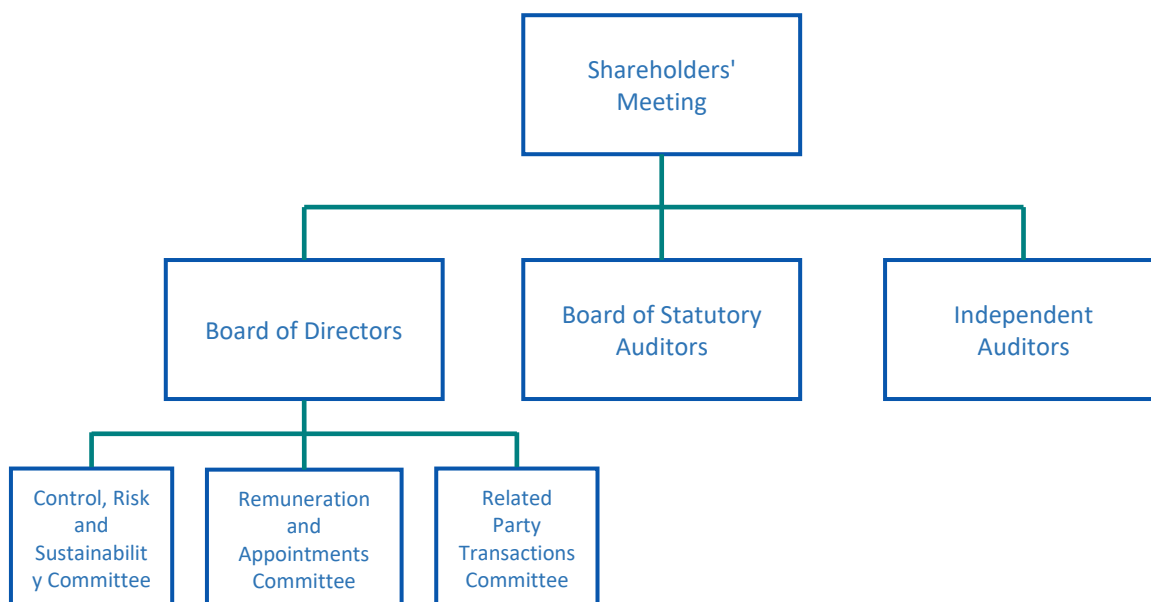 Shareholders'
Meeting
Board of Directors
Board of Statutory
Auditors
Independent
Auditors
Control, Risk
and
Sustainabilit
y Committee
Remuneration
and
Appointments
Committee
Related
Party
Transactions
Committee